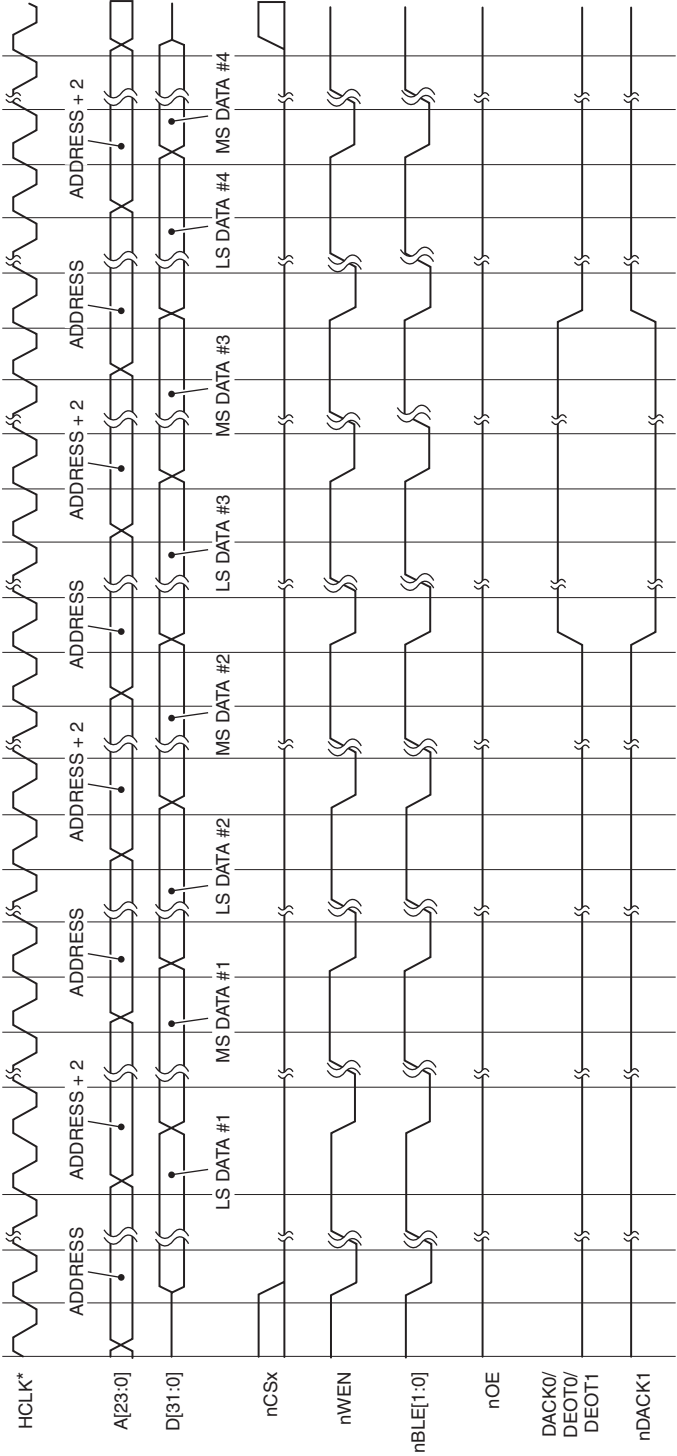 HCLK*
A[23:0]
ADDRESS
ADDRESS + 2
ADDRESS
ADDRESS + 2
ADDRESS
ADDRESS + 2
ADDRESS
ADDRESS + 2
D[31:0]
LS DATA #1
MS DATA #1
LS DATA #2
MS DATA #2
LS DATA #3
MS DATA #3
LS DATA #4
MS DATA #4
nCSx
nWEN
nBLE[1:0]
nOE
DACK0/
DEOT0/
DEOT1
nDACK1